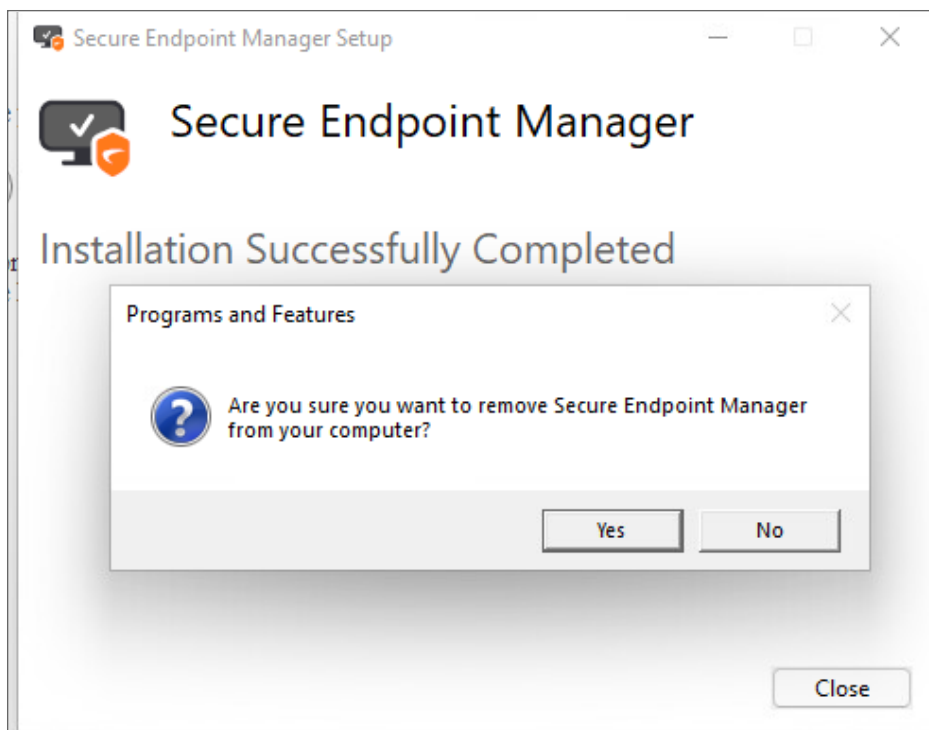 Secure Endpoint Manager Setup
Secure Endpoint Manager
Installation Successfully Completed
Programs and Features
Are you sure you want to remove Secure Endpoint Manager
from your computer?
Yes
No
Close